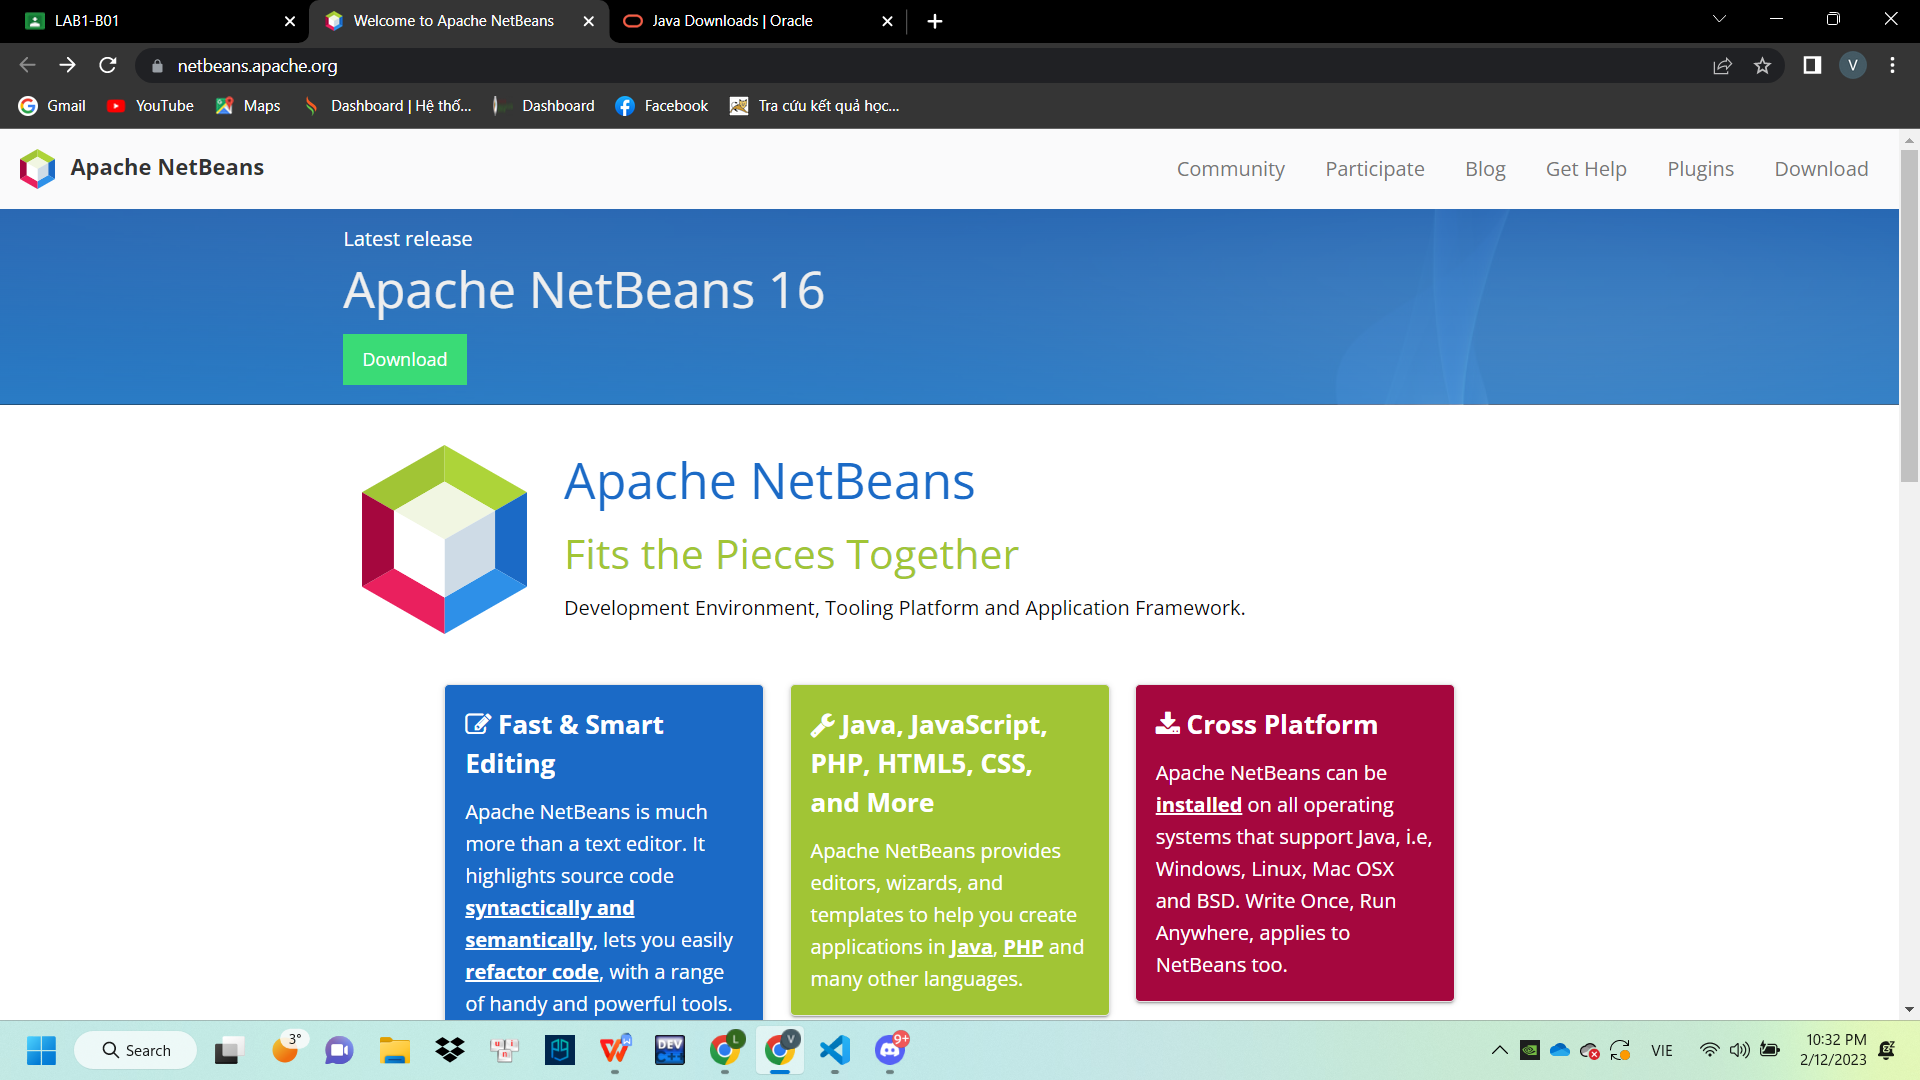 LAB1-B01
Welcome to Apache NetBeans
Java Downloads | Oracle
netbeans.apache.org
V
Gmail
YouTube
Maps
Dashboard | Hệ thố...
Dashboard
Facebook
Tra cứu kết quả học...
Apache NetBeans
Community
Participate
Blog
Get Help
Plugins
Download
Latest release
Apache NetBeans 16
Download
Apache NetBeans
Fits the Pieces Together
Development Environment, Tooling Platform and Application Framework.
Fast & Smart
Editing
Apache NetBeans is much
more than a text editor. It
highlights source code
syntactically and
semantically, lets you easily
refactor code, with a range
of handy and powerful tools.
Java, JavaScript,
PHP, HTML5, CSS,
and More
Apache NetBeans provides
editors, wizards, and
templates to help you create
applications in Java, PHP and
many other languages.
Cross Platform
Apache NetBeans can be
installed on all operating
systems that support Java, i.e,
Windows, Linux, Mac OSX
and BSD. Write Once, Run
Anywhere, applies to
NetBeans too.
Search
3°
DEV
C++
L
V
9+
VIE
10:32 PM
2/12/2023